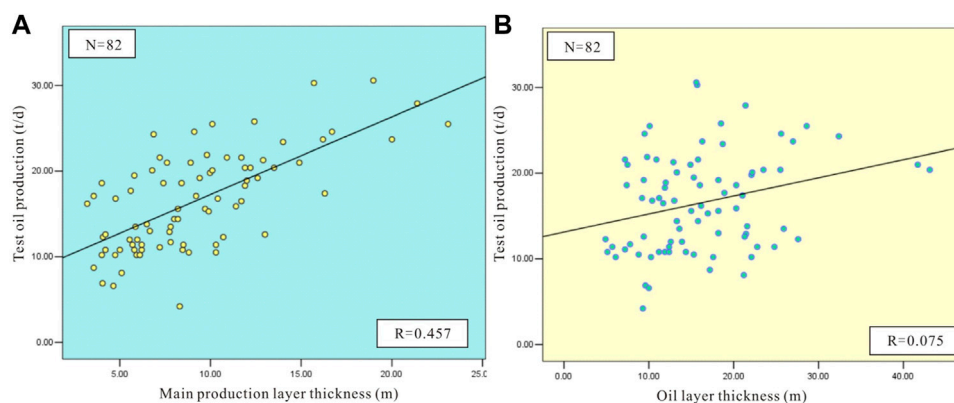 A
N=82
Test oil production (t/d)
30.00
20.00
10.00
0.00
R=0.457
5.00 10.00 15.00 20.00 25.0
Main production layer thickness (m)
B
N=82
Test oil production (t/d)
30.00
20.00
10.00
0.00
R=0.075
0.00 10.00 20.00 30.00 40.00
Oil layer thickness (m)